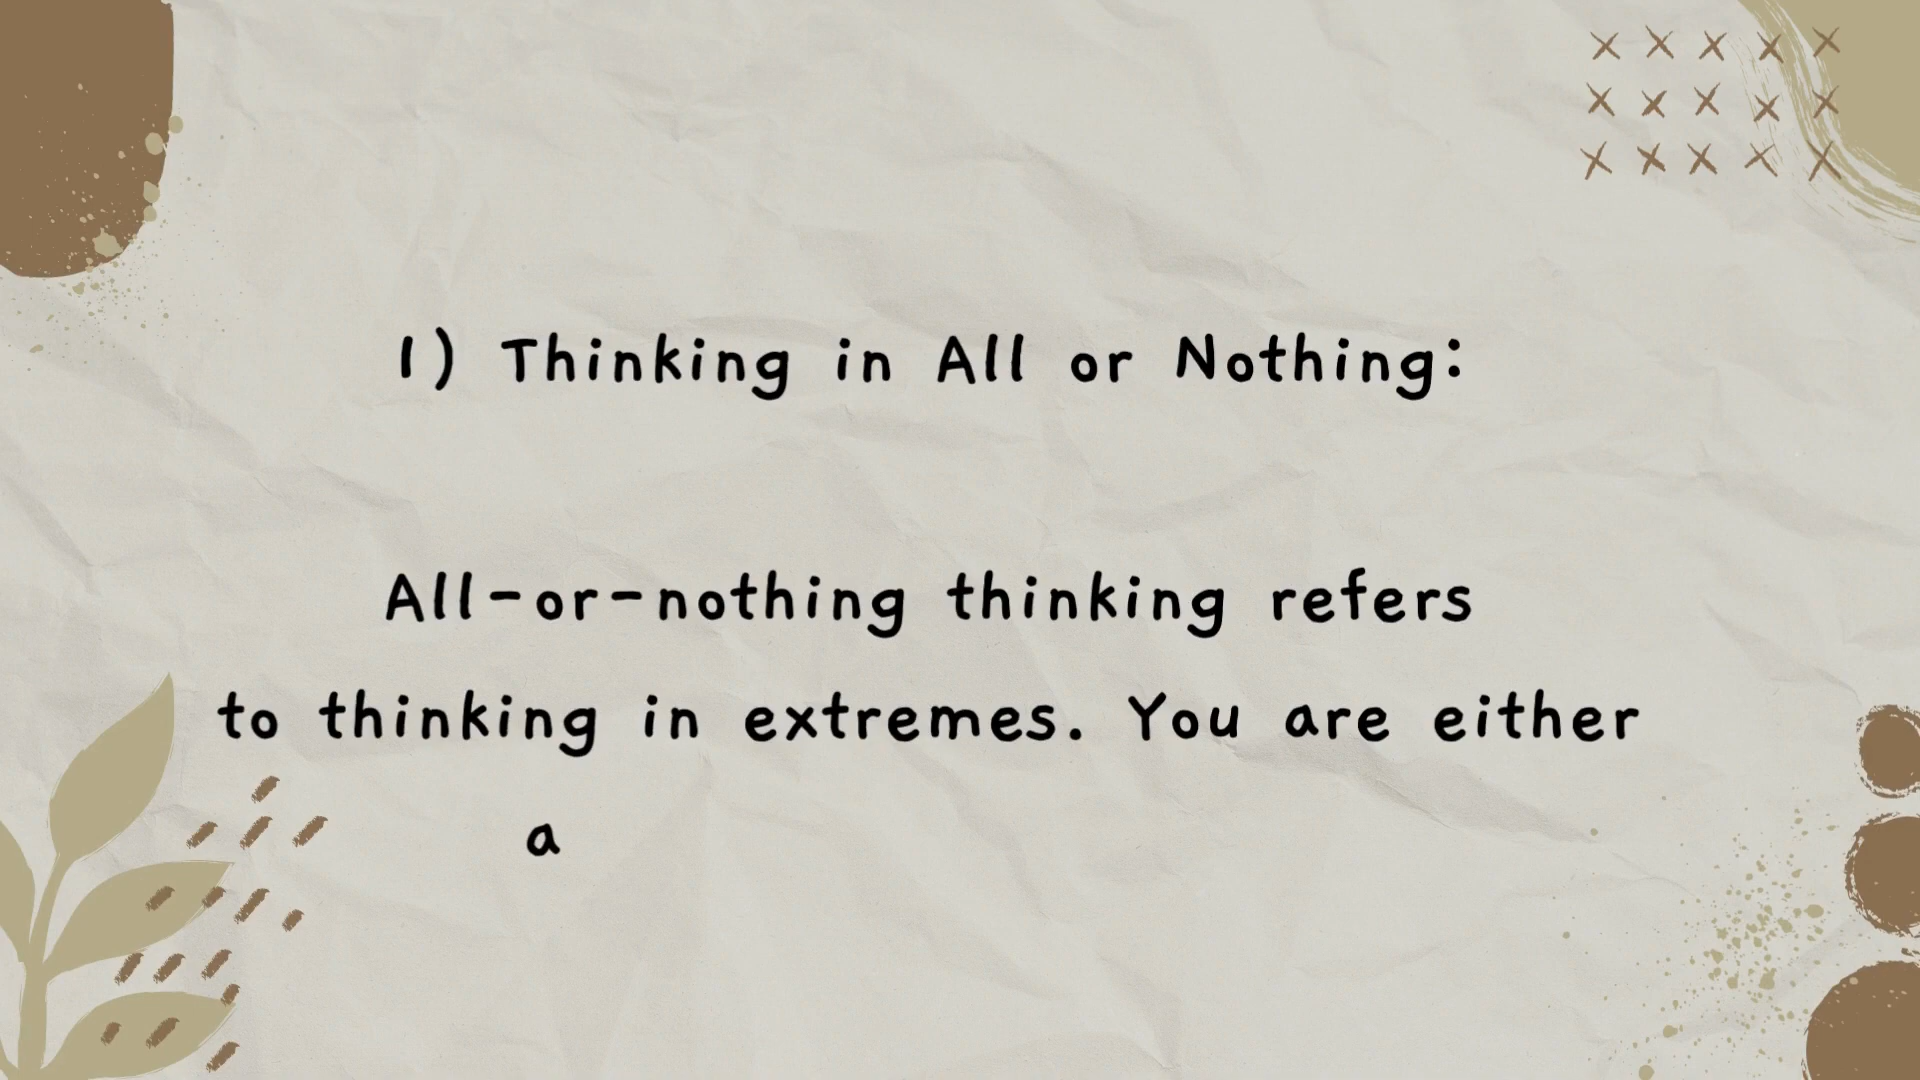 1) Thinking in All or Nothing:
All-or-nothing thinking refers
to thinking in extremes. You are either
a